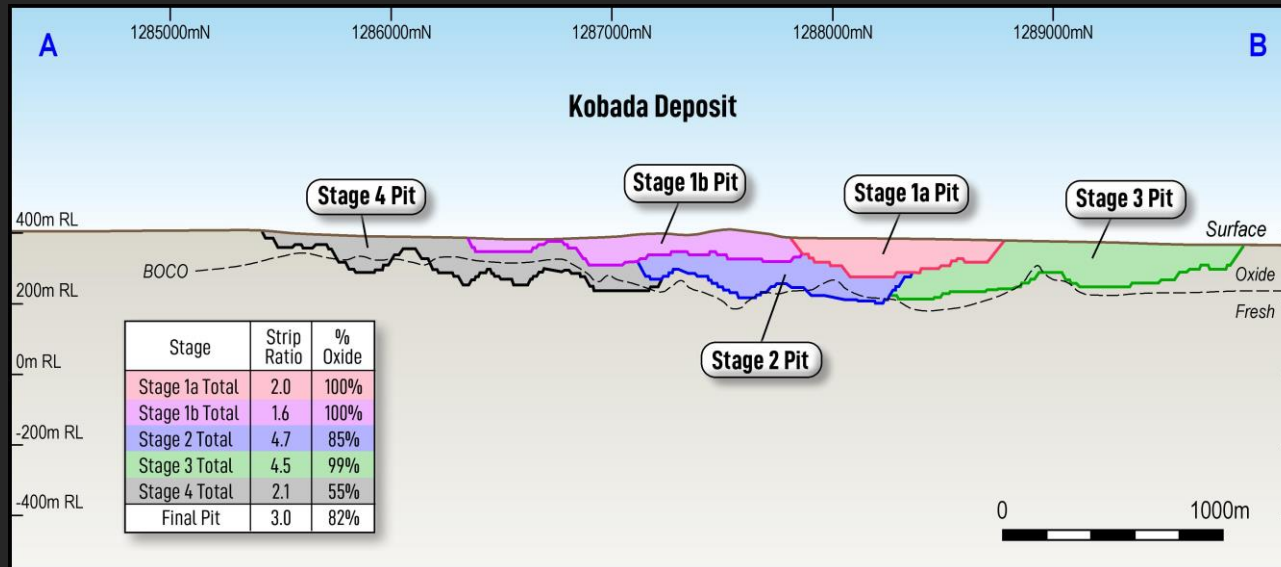 1285000mN 1286000mN 1287000mN 1288000mN 1289000mN
A B
Kobada Deposit
Stage 4 Pit
Stage 1b Pit
Stage 1a Pit
Stage 3 Pit
400m RL
Surface
BOCO
Oxide
200m RL
Fresh
Stage 2 Pit
0m RL
-200m RL
-400m RL
Stage Strip Ratio % Oxide
Stage 1a Total 2.0 100%
Stage 1b Total 1.6 100%
Stage 2 Total 4.7 85%
Stage 3 Total 4.5 99%
Stage 4 Total 2.1 55%
Final Pit 3.0 82%
0 1000m